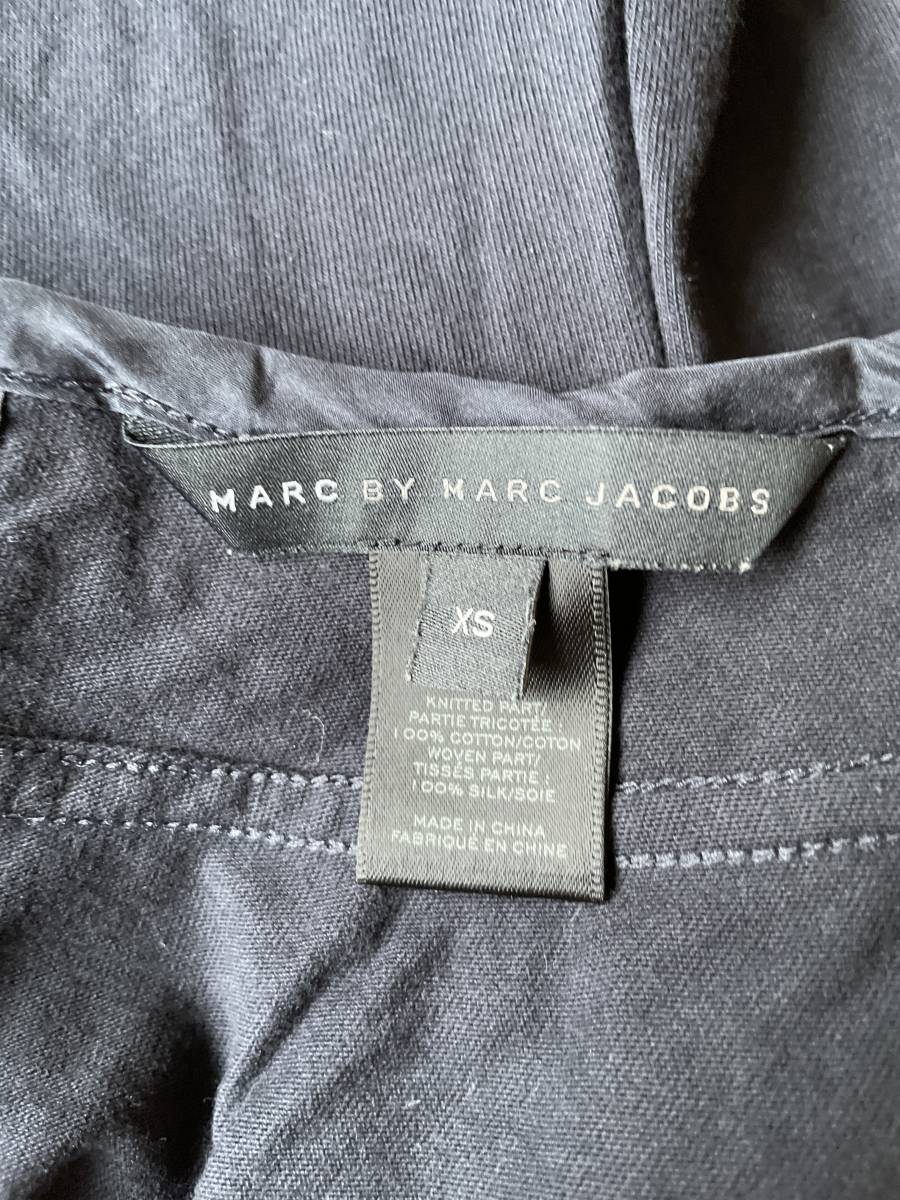 MARC BY MARC JACOBS
XS
KNITTED PART/
PARTIE TRICOTÉE :
100% COTTON/COTON
WOVEN PART/
TISSÉS PARTIE :
100% SILK/SOIE
MADE IN CHINA
FABRIQUÉ EN CHINE